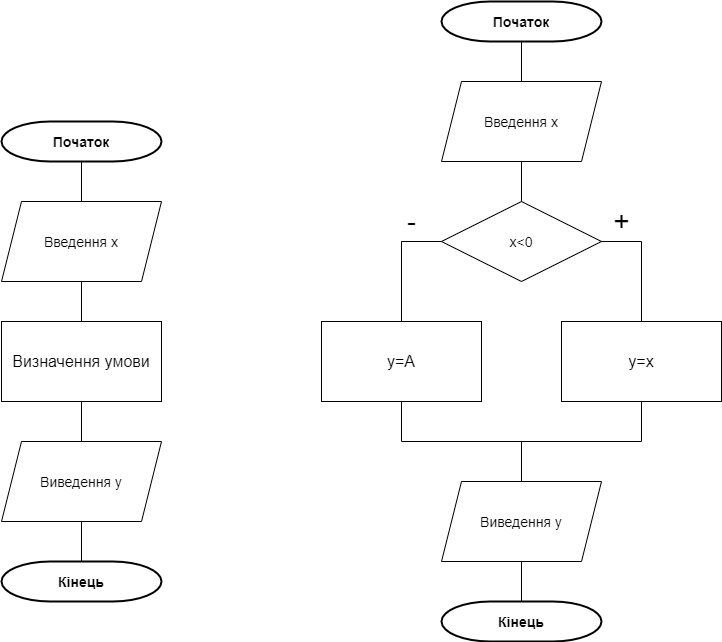 Початок
Введення x
Визначення умови
Виведення y
Кінець
Початок
Введення x
x<0
-
+
y=A
y=x
Виведення y
Кінець